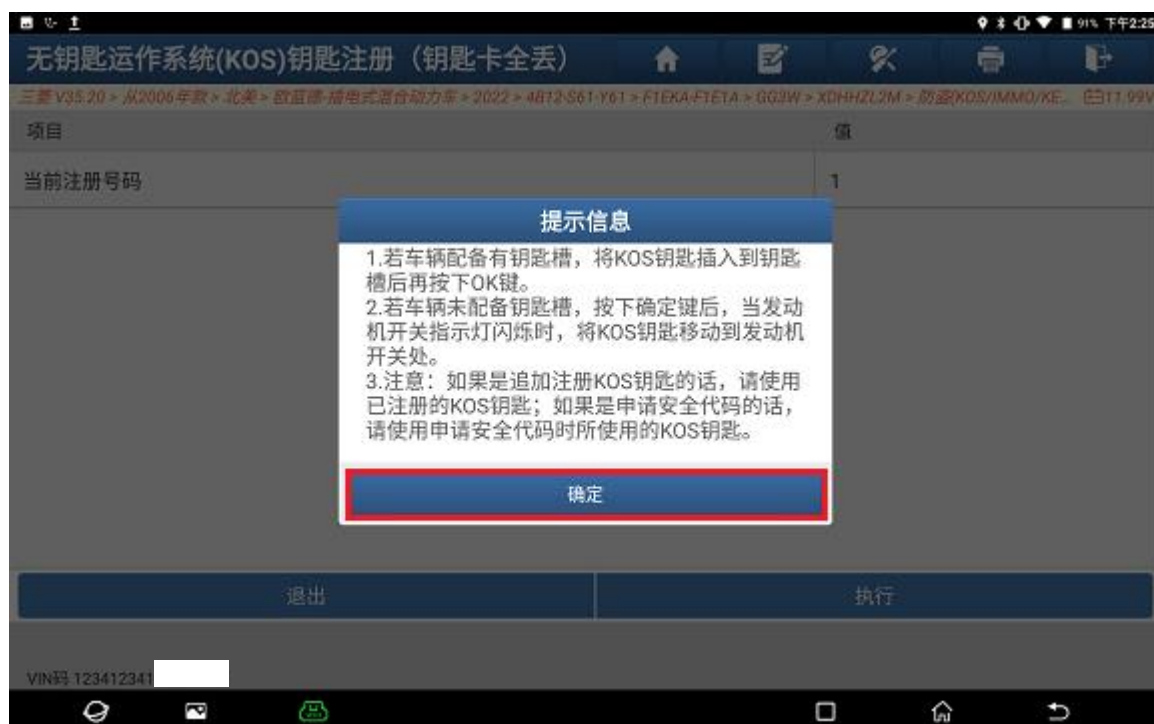 91% 下午2:25
无钥匙运作系统(KOS)钥匙注册（钥匙卡全丢）
三菱 V35.20 > 从2006年款 > 北美 > 欧蓝德-插电式混合动力车 > 2022 > 4B12-S61-Y61 > F1EKA-F1E1A > GG3W > XDHHZL2M > 防盗(KOS/IMMO/KE... 11.99V
项目 值
当前注册号码 1
提示信息
1.若车辆配备有钥匙槽，将KOS钥匙插入到钥匙
槽后再按下OK键。
2.若车辆未配备钥匙槽，按下确定键后，当发动
机开关指示灯闪烁时，将KOS钥匙移动到发动机
开关处。
3.注意：如果是追加注册KOS钥匙的话，请使用
已注册的KOS钥匙；如果是申请安全代码的话，
请使用申请安全代码时所使用的KOS钥匙。
确定
退出 执行
VIN码 123412341